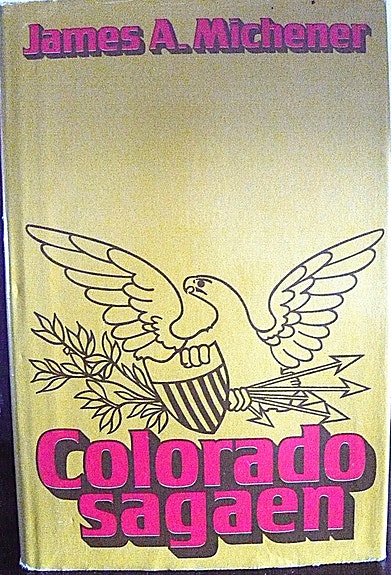 James A. Michener
Colorado
sagaen